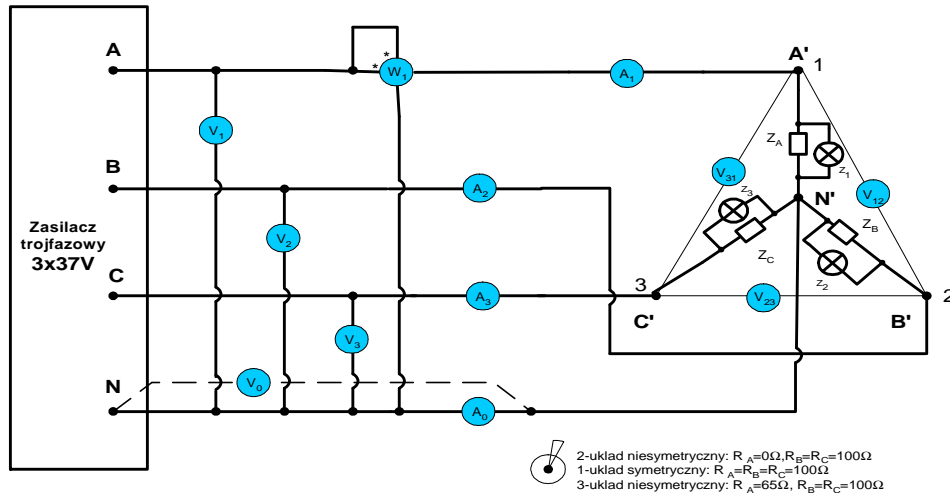 A
* *
W1
A1
A' 1
V1
ZA
z1
B
V31
N'
V12
A2
z3
ZB
Zasilacz
trojfazowy
3x37V
V2
ZC
C
z2
3
A3
V23
2
C'
B'
V3
N
V0
A0
2-uklad niesymetryczny: R A=0Ω,RB=RC=100Ω
1-uklad symetryczny: RA=RB=RC=100Ω
3-uklad niesymetryczny: RA=65Ω, RB=RC=100Ω